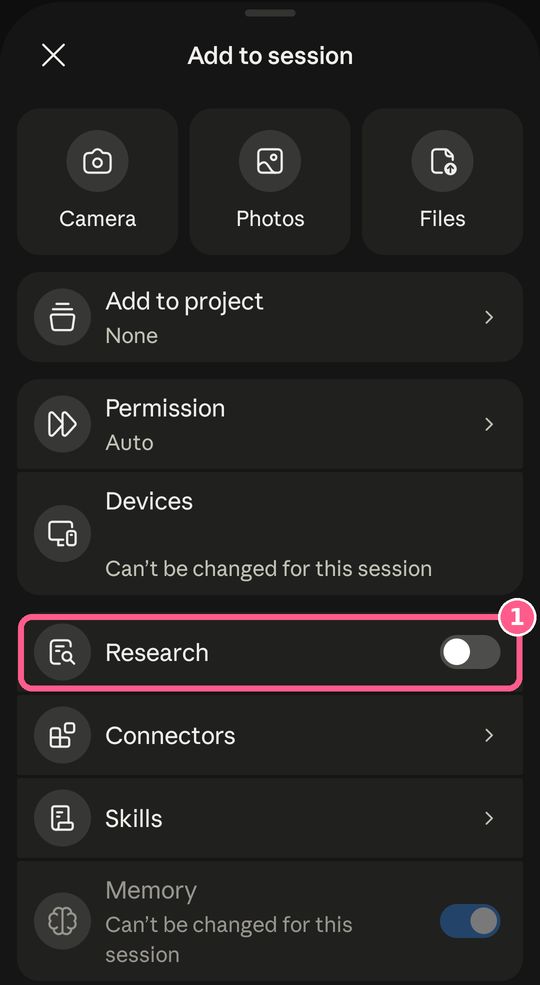 Add to session
Camera
Photos
Files
Add to project
None
Permission
Auto
Devices
Can’t be changed for this session
1
Research
Connectors
Skills
Memory
Can’t be changed for this
session